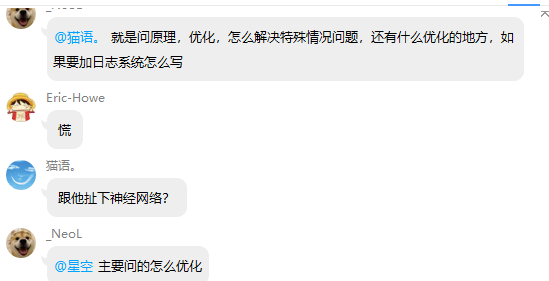 @猫语。 就是问原理，优化，怎么解决特殊情况问题，还有什么优化的地方，如
果要加日志系统怎么写
Eric-Howe
慌
猫语。
跟他扯下神经网络？
_NeoL
@星空 主要问的怎么优化